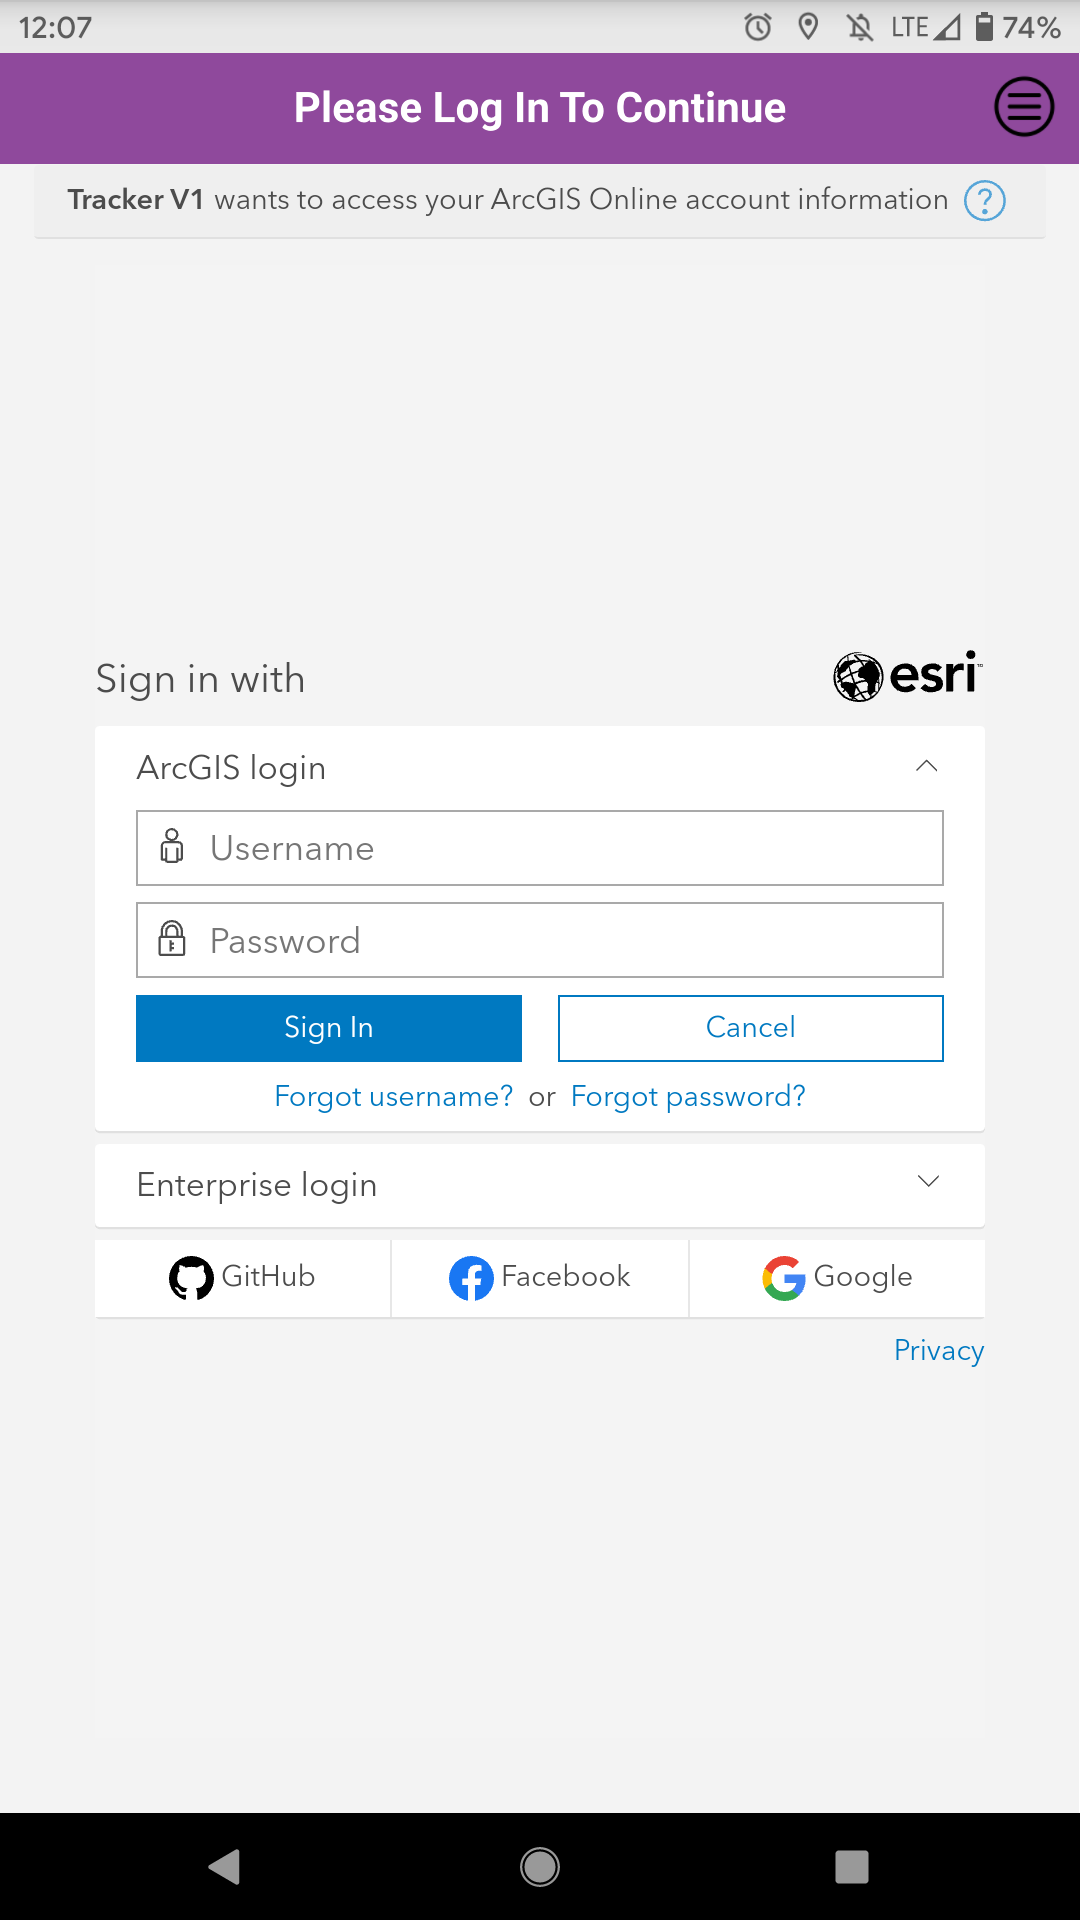 12:07 LTE 74%
Please Log In To Continue
Tracker V1 wants to access your ArcGIS Online account information ?
Sign in with esri
ArcGIS login
Username
Password
Sign In Cancel
Forgot username? or Forgot password?
Enterprise login
GitHub Facebook Google
Privacy